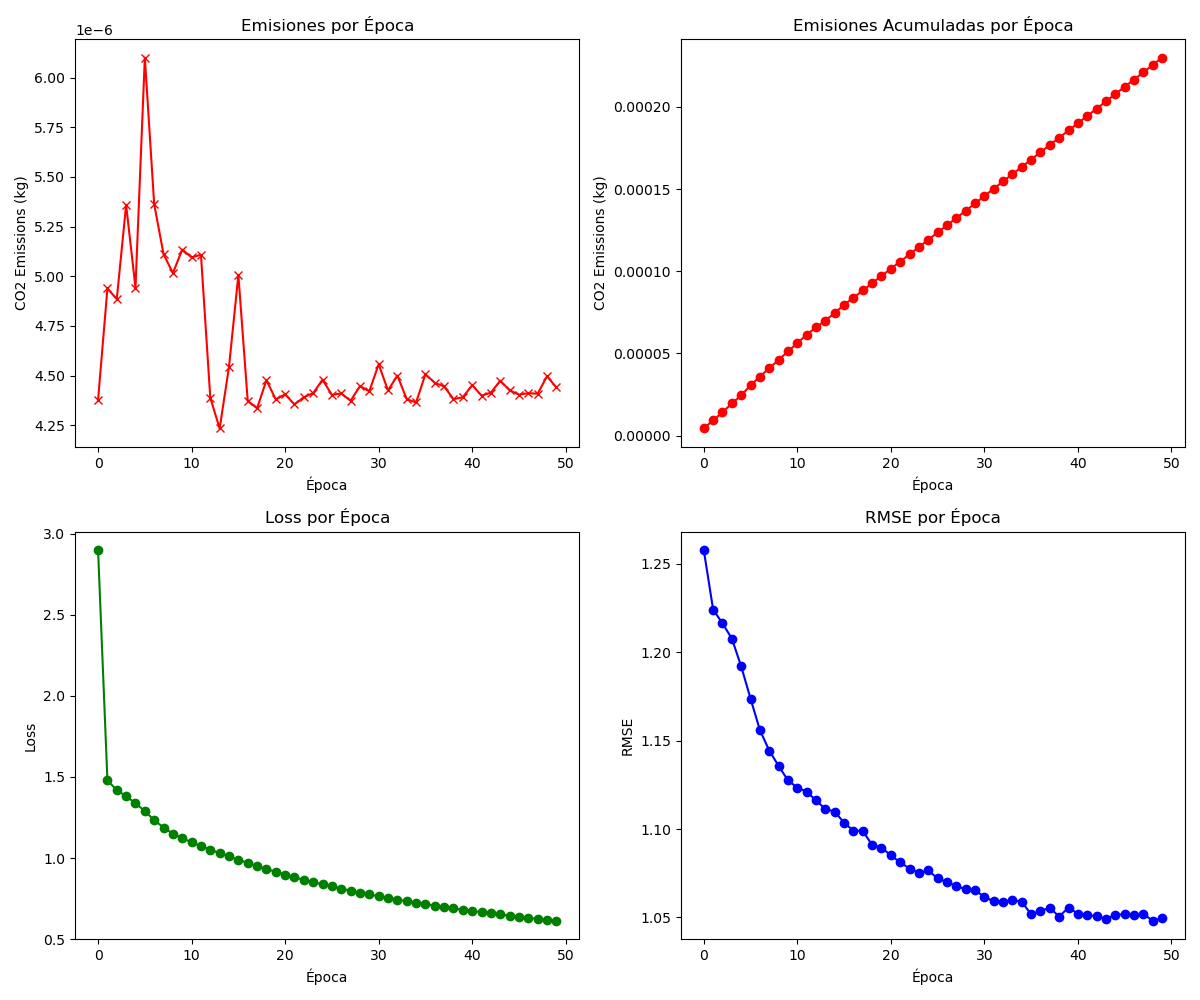 Emisiones por Época
1e−6
6.00
5.75
5.50
5.25
5.00
4.75
4.50
4.25
CO2 Emissions (kg)
0 10 20 30 40 50
Época
Emisiones Acumuladas por Época
0.00020
0.00015
0.00010
0.00005
0.00000
CO2 Emissions (kg)
0 10 20 30 40 50
Época
Loss por Época
3.0
2.5
2.0
1.5
1.0
0.5
Loss
0 10 20 30 40 50
Época
RMSE por Época
1.25
1.20
1.15
1.10
1.05
RMSE
0 10 20 30 40 50
Época